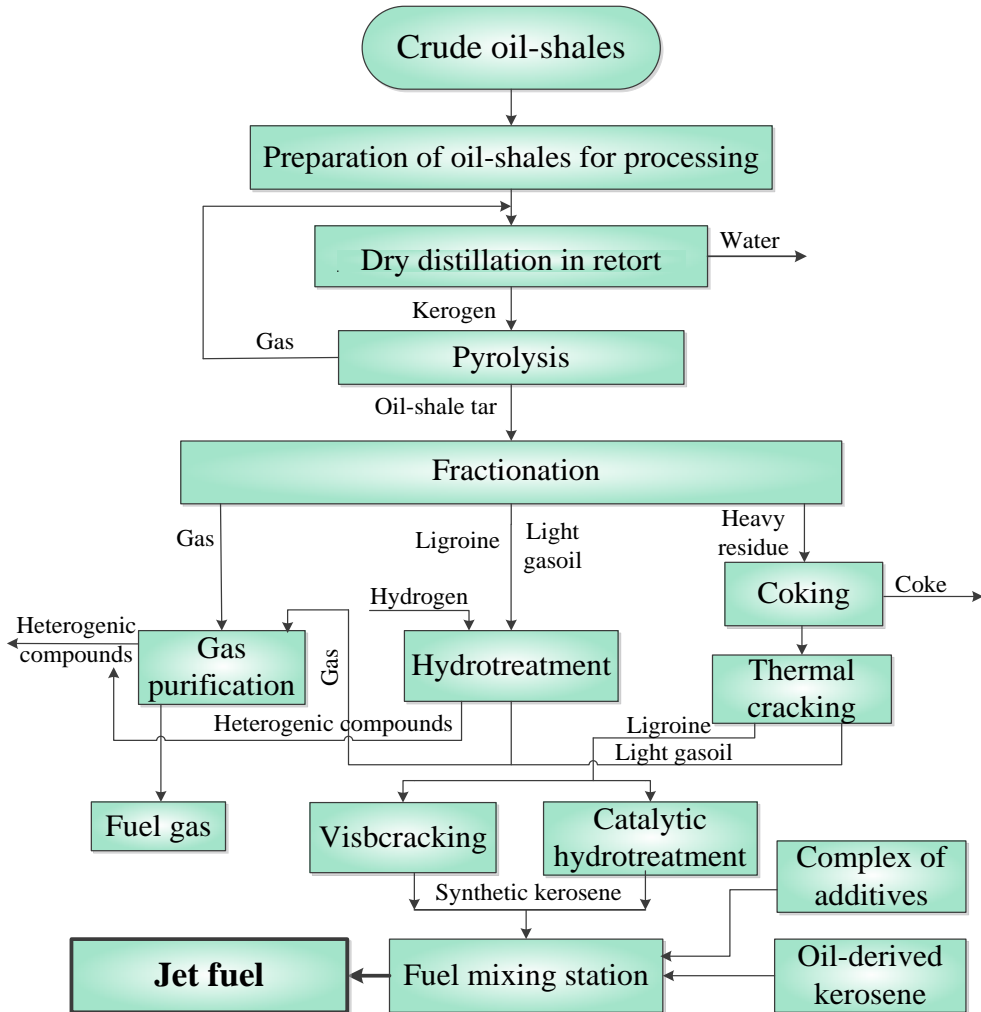 Crude oil-shales
Preparation of oil-shales for processing
Dry distillation in retort
Water
Kerogen
Gas
Pyrolysis
Oil-shale tar
Fractionation
Gas
Ligroine
Light
gasoil
Heavy
residue
Coking
Coke
Hydrogen
Heterogenic
compounds
Gas
purification
Gas
Hydrotreatment
Thermal
cracking
Heterogenic compounds
Ligroine
Light gasoil
Fuel gas
Visbcracking
Catalytic
hydrotreatment
Complex of
additives
Synthetic kerosene
Jet fuel
Fuel mixing station
Oil-derived
kerosene